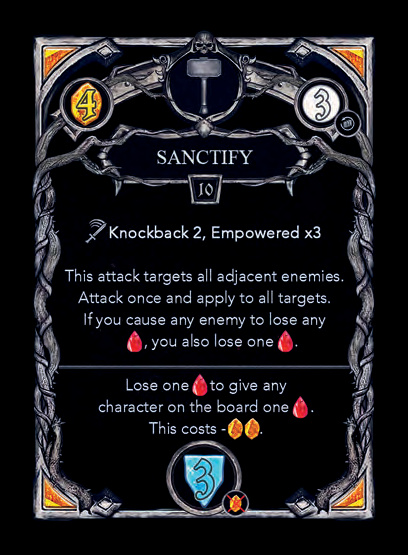 4
3
SANCTIFY
10
Knockback 2, Empowered x3
This attack targets all adjacent enemies.
Attack once and apply to all targets.
If you cause any enemy to lose any
, you also lose one .
Lose one to give any
character on the board one .
This costs - .
3